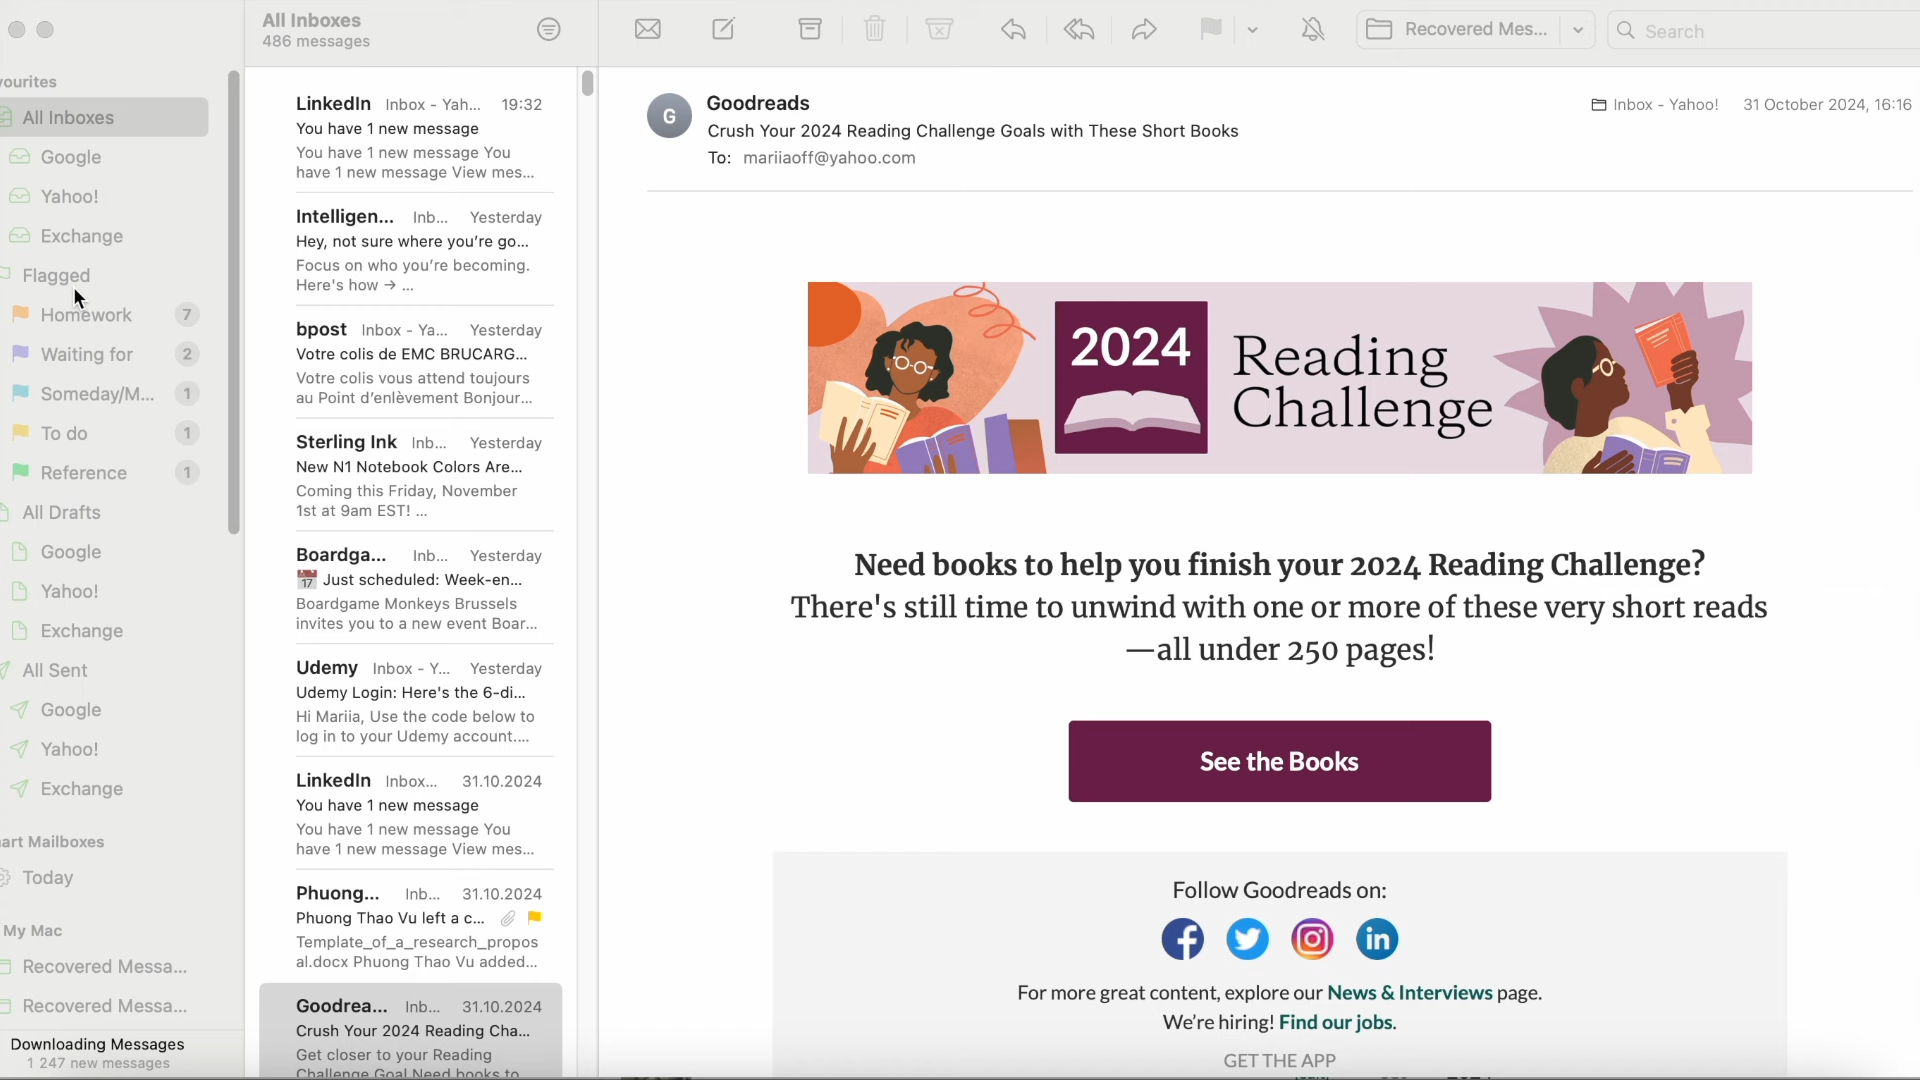 All Inboxes
486 messages
Recovered Mes...
Search
vourites
All Inboxes
Google
Yahoo!
Exchange
Flagged
Homework 7
Waiting for 2
Someday/M... 1
To do 1
Reference 1
All Drafts
Google
Yahoo!
Exchange
All Sent
Google
Yahoo!
Exchange
art Mailboxes
Today
My Mac
Recovered Messa...
Recovered Messa...
Downloading Messages
1 247 new messages
LinkedIn Inbox - Yah... 19:32
You have 1 new message
You have 1 new message You
have 1 new message View mes...
Intelligen... Inb... Yesterday
Hey, not sure where you're go...
Focus on who you're becoming.
Here's how → ...
bpost Inbox - Ya... Yesterday
Votre colis de EMC BRUCARG...
Votre colis vous attend toujours
au Point d'enlèvement Bonjour...
Sterling Ink Inb... Yesterday
New N1 Notebook Colors Are...
Coming this Friday, November
1st at 9am EST! ...
Boardga... Inb... Yesterday
17 Just scheduled: Week-en...
Boardgame Monkeys Brussels
invites you to a new event Boar...
Udemy Inbox - Y... Yesterday
Udemy Login: Here's the 6-di...
Hi Mariia, Use the code below to
log in to your Udemy account....
LinkedIn Inbox... 31.10.2024
You have 1 new message
You have 1 new message You
have 1 new message View mes...
Phuong... Inb... 31.10.2024
Phuong Thao Vu left a c...
Template_of_a_research_propos
al.docx Phuong Thao Vu added...
Goodrea... Inb... 31.10.2024
Crush Your 2024 Reading Cha...
Get closer to your Reading
Challenge Goal Need books to
G
Goodreads
Inbox - Yahoo! 31 October 2024, 16:16
Crush Your 2024 Reading Challenge Goals with These Short Books
To: mariiaoff@yahoo.com
2024
Reading
Challenge
Need books to help you finish your 2024 Reading Challenge?
There's still time to unwind with one or more of these very short reads
—all under 250 pages!
See the Books
Follow Goodreads on:
For more great content, explore our News & Interviews page.
We're hiring! Find our jobs.
GET THE APP